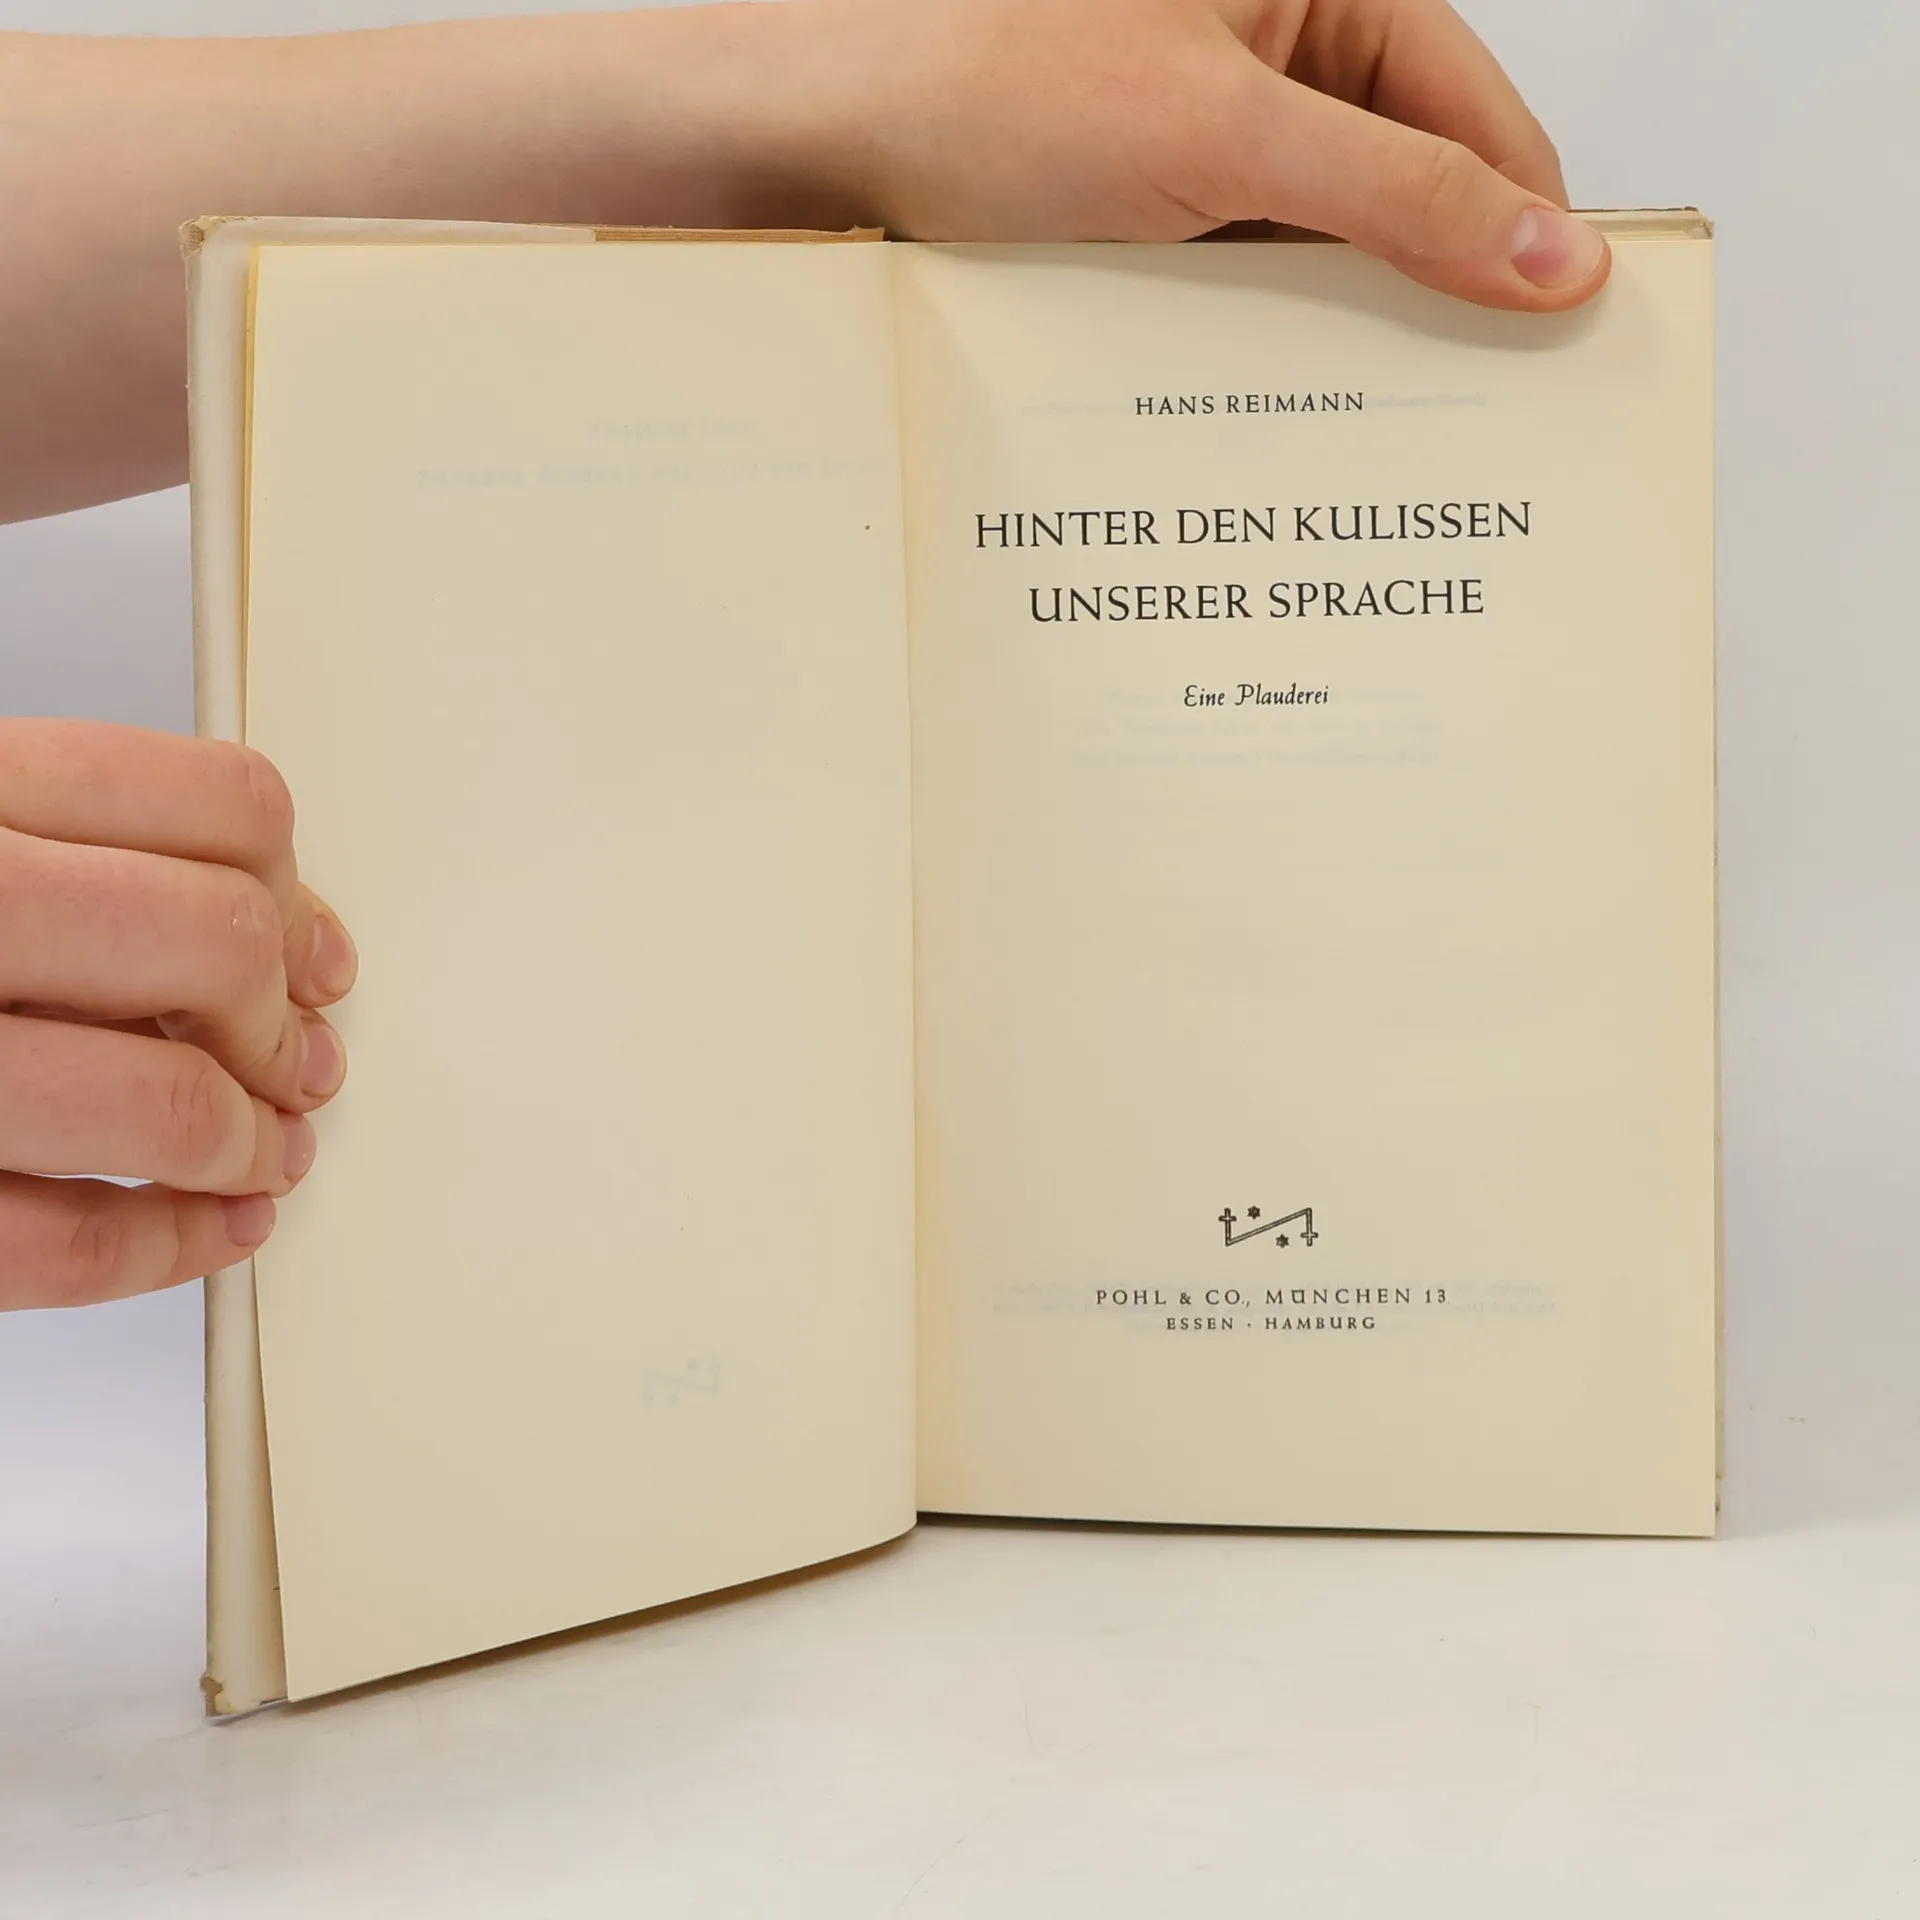 HANS REIMANN
HINTER DEN KULISSEN
UNSERER SPRACHE
Eine Plauderei
POHL & CO., MÜNCHEN 13
ESSEN · HAMBURG